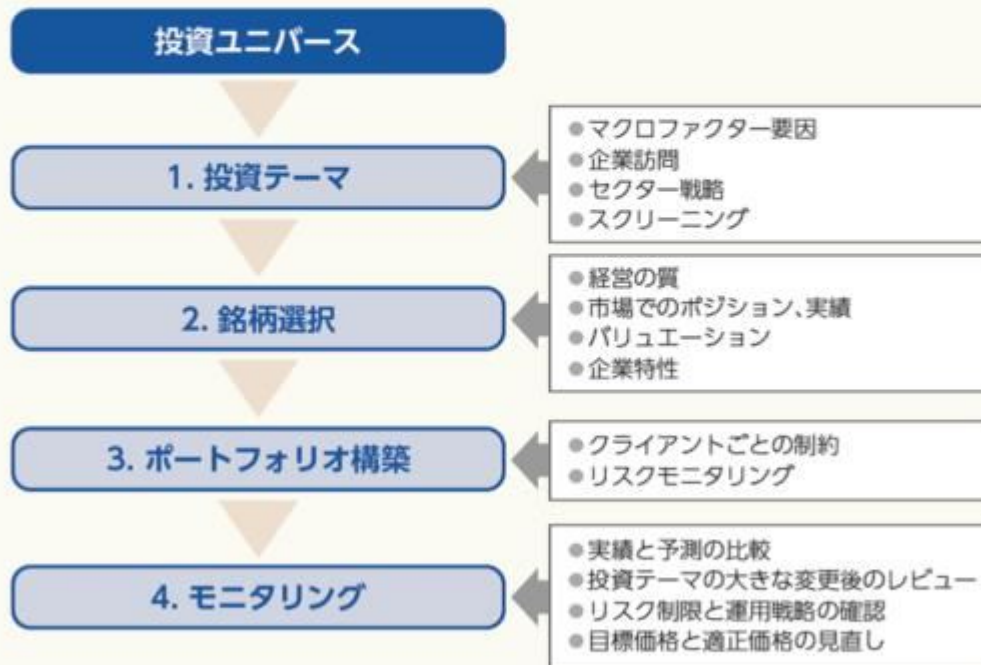 投資ユニバース
1. 投資テーマ
●マクロファクター要因
●企業訪問
●セクター戦略
●スクリーニング
2. 銘柄選択
●経営の質
●市場でのポジション、実績
●バリュエーション
●企業特性
3. ポートフォリオ構築
●クライアントごとの制約
●リスクモニタリング
4. モニタリング
●実績と予測の比較
●投資テーマの大きな変更後のレビュー
●リスク制限と運用戦略の確認
●目標価格と適正価格の見直し